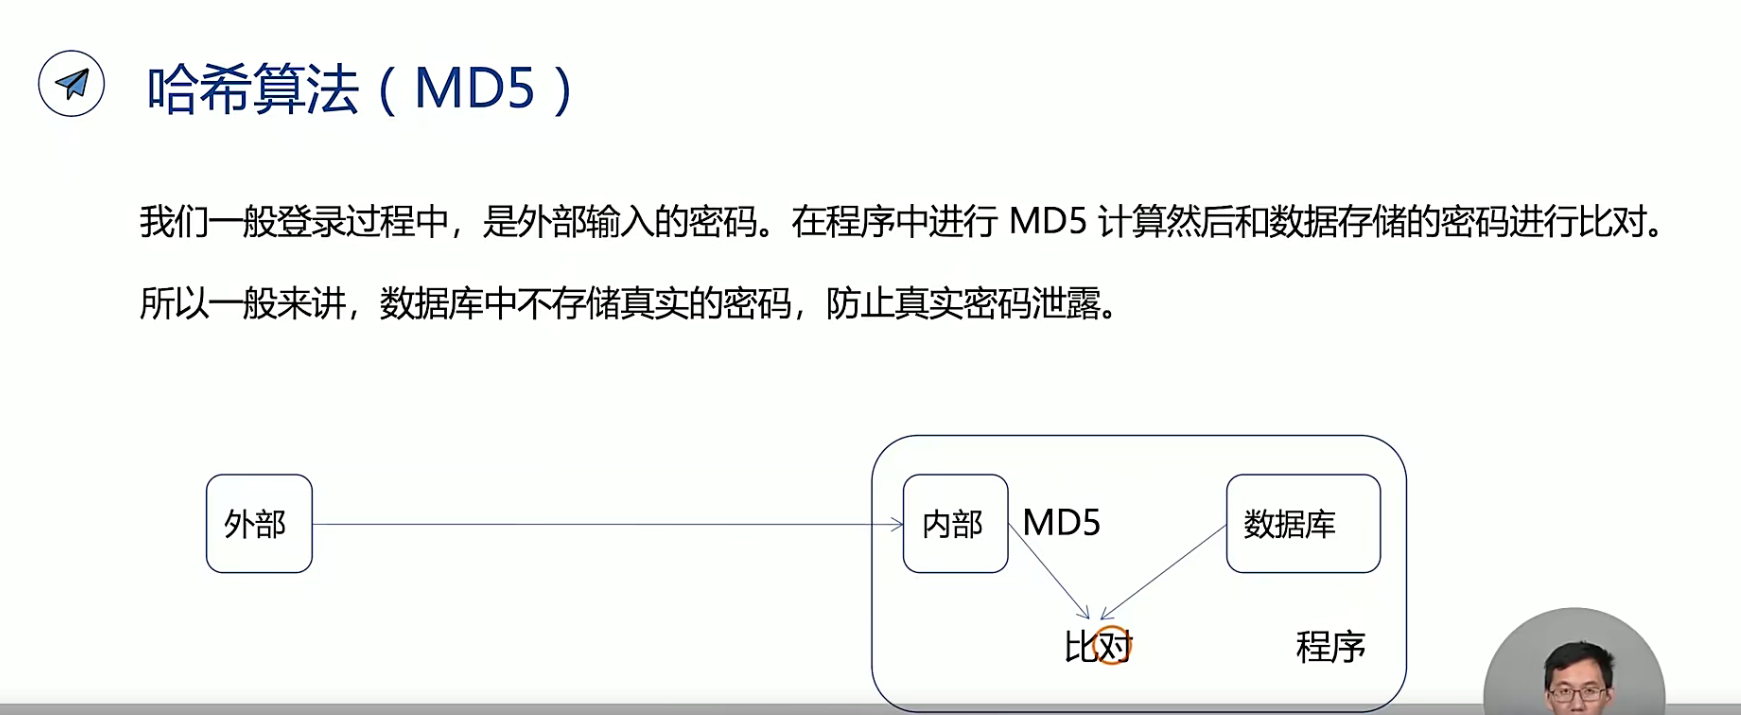 哈希算法（MD5）
我们一般登录过程中，是外部输入的密码。在程序中进行 MD5 计算然后和数据存储的密码进行比对。
所以一般来讲，数据库中不存储真实的密码，防止真实密码泄露。
外部
内部
MD5
数据库
比对
程序